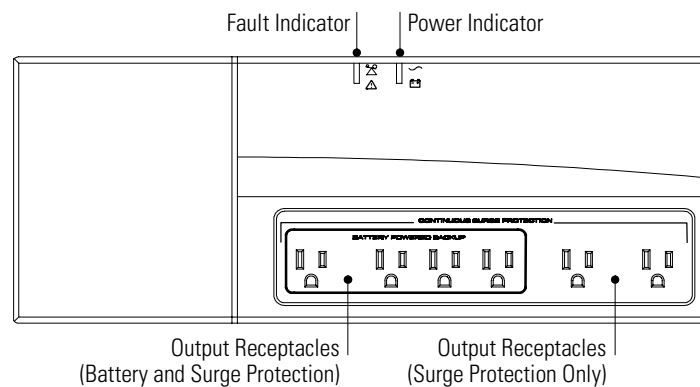 Fault Indicator Power Indicator
CONTINUOUS SURGE PROTECTION
BATTERY POWERED BACKUP
Output Receptacles
(Battery and Surge Protection)
Output Receptacles
(Surge Protection Only)